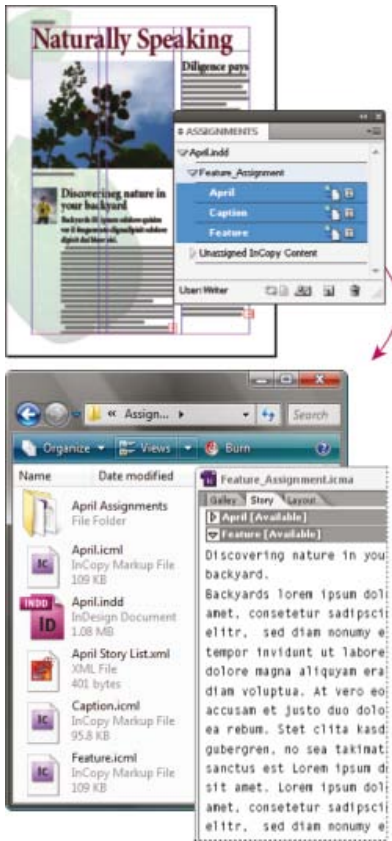 Naturally Speaking
Diligence pays
Discovering nature in
your backyard
ASSIGNMENTS
April.indd
Feature_Assignment
April
Caption
Feature
Unassigned InCopy Content
User: Writer
« Assign...
Search
Organize
Views
Burn
Name
Date modified
April Assignments
File Folder
IC
April.icml
InCopy Markup File
109 KB
INDD
ID
April.indd
InDesign Document
1.08 MB
April Story List.xml
XML File
401 bytes
IC
Caption.icml
InCopy Markup File
95.8 KB
IC
Feature.icml
InCopy Markup File
109 KB
Feature_Assignment.icma
Galley Story Layout
April [Available]
Feature [Available]
Discovering nature in you
backyard.
Backyards lorem ipsum dol
amet, consetetur sadipsci
elitr, sed diam nonumy e
tempor invidunt ut labore
dolore magna aliquyam era
diam voluptua. At vero eo
accusam et justo duo dolo
ea rebum. Stet clita kasd
gubergren, no sea takimat
sanctus est Lorem ipsum d
sit amet. Lorem ipsum dol
amet, consetetur sadipsci
elitr, sed diam nonumy e